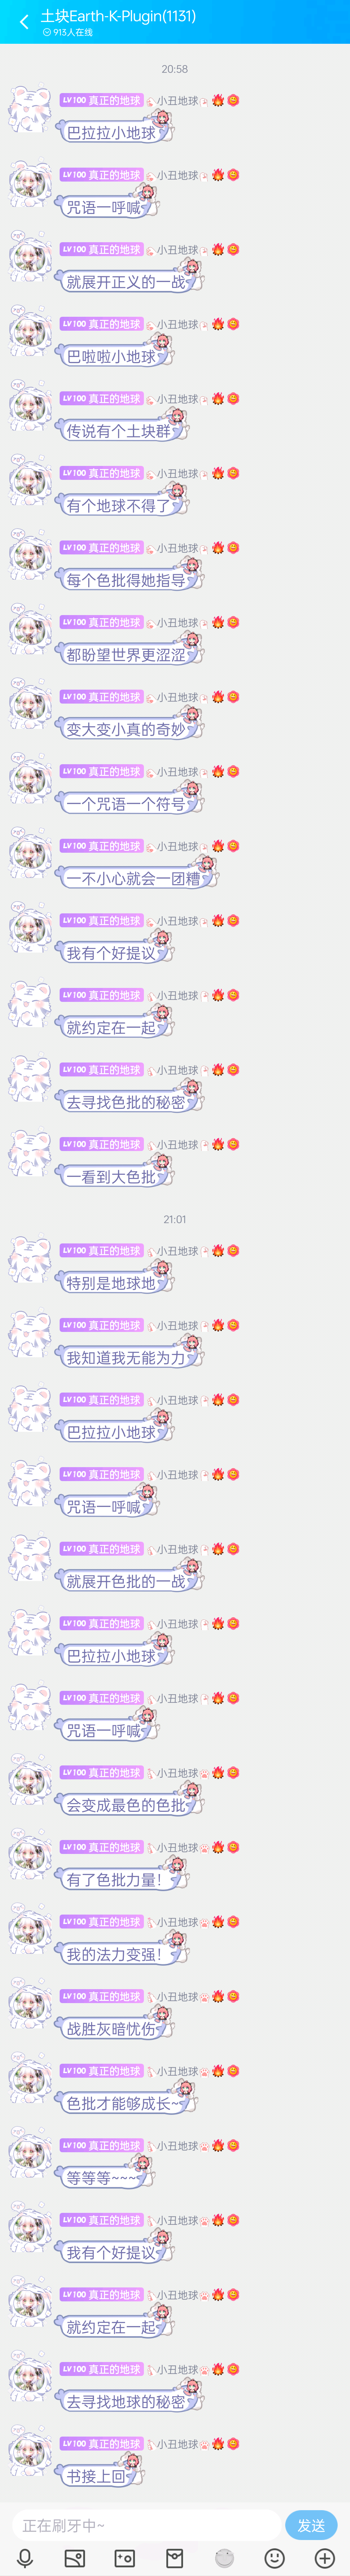 土块Earth-K-Plugin(1131)
913人在线
20:58
LV100 真正的地球 小丑地球
巴拉拉小地球
LV100 真正的地球 小丑地球
咒语一呼喊
LV100 真正的地球 小丑地球
就展开正义的一战
LV100 真正的地球 小丑地球
巴啦啦小地球
LV100 真正的地球 小丑地球
传说有个土块群
LV100 真正的地球 小丑地球
有个地球不得了
LV100 真正的地球 小丑地球
每个色批得她指导
LV100 真正的地球 小丑地球
都盼望世界更涩涩
LV100 真正的地球 小丑地球
变大变小真的奇妙
LV100 真正的地球 小丑地球
一个咒语一个符号
LV100 真正的地球 小丑地球
一不小心就会一团糟
LV100 真正的地球 小丑地球
我有个好提议
LV100 真正的地球 小丑地球
就约定在一起
LV100 真正的地球 小丑地球
去寻找色批的秘密
LV100 真正的地球 小丑地球
一看到大色批
21:01
LV100 真正的地球 小丑地球
特别是地球地
LV100 真正的地球 小丑地球
我知道我无能为力
LV100 真正的地球 小丑地球
巴拉拉小地球
LV100 真正的地球 小丑地球
咒语一呼喊
LV100 真正的地球 小丑地球
就展开色批的一战
LV100 真正的地球 小丑地球
巴拉拉小地球
LV100 真正的地球 小丑地球
咒语一呼喊
LV100 真正的地球 小丑地球
会变成最色的色批
LV100 真正的地球 小丑地球
有了色批力量!
LV100 真正的地球 小丑地球
我的法力变强!
LV100 真正的地球 小丑地球
战胜灰暗忧伤
LV100 真正的地球 小丑地球
色批才能够成长~
LV100 真正的地球 小丑地球
等等等~~~
LV100 真正的地球 小丑地球
我有个好提议
LV100 真正的地球 小丑地球
就约定在一起
LV100 真正的地球 小丑地球
去寻找地球的秘密
LV100 真正的地球 小丑地球
书接上回
正在刷牙中~
发送